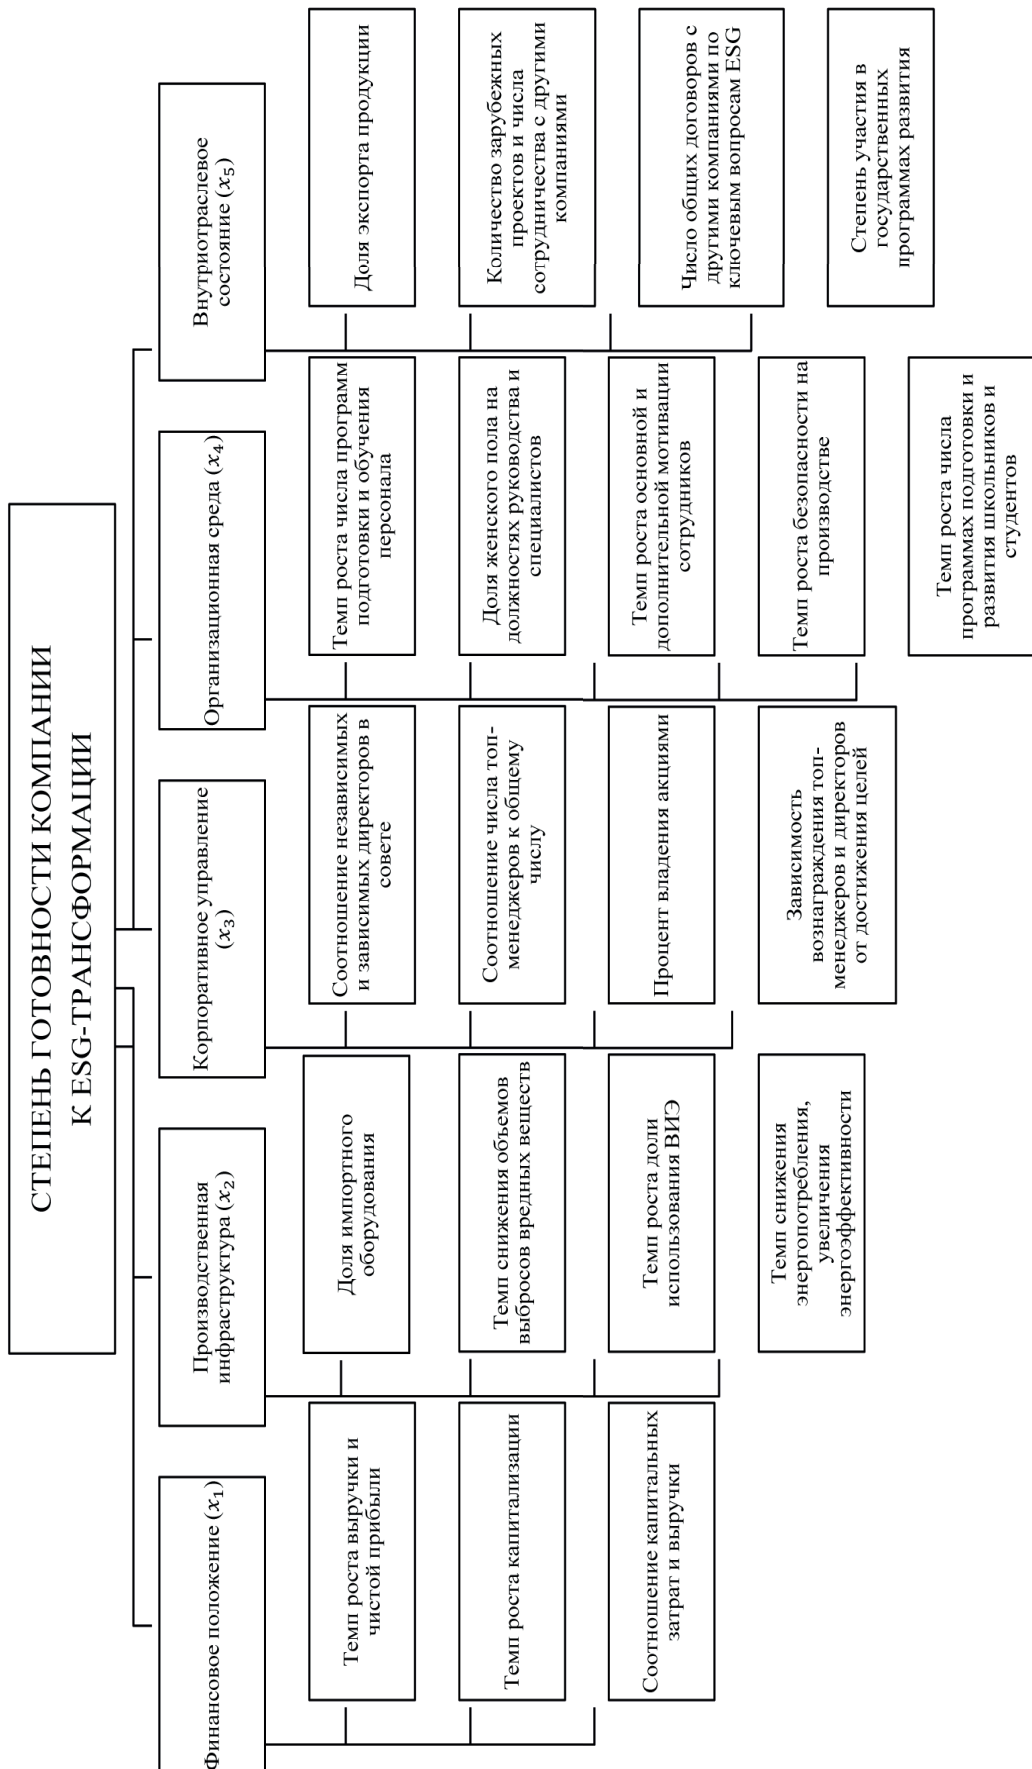 СТЕПЕНЬ ГОТОВНОСТИ КОМПАНИИ
К ESG-ТРАНСФОРМАЦИИ
Финансовое положение (x₁)
Темп роста выручки и
чистой прибыли
Темп роста капитализации
Соотношение капитальных
затрат и выручки
Производственная
инфраструктура (x₂)
Доля импортного
оборудования
Темп снижения объемов
выбросов вредных веществ
Темп роста доли
использования ВИЭ
Темп снижения
энергопотребления,
увеличения
энергоэффективности
Корпоративное управление
(x₃)
Соотношение независимых
и зависимых директоров в
совете
Соотношение числа топ-
менеджеров к общему
числу
Процент владения акциями
Зависимость
вознаграждения топ-
менеджеров и директоров
от достижения целей
Организационная среда (x₄)
Темп роста числа программ
подготовки и обучения
персонала
Доля женского пола на
должностях руководства и
специалистов
Темп роста основной и
дополнительной мотивации
сотрудников
Темп роста безопасности на
производстве
Темп роста числа
программах подготовки и
развития школьников и
студентов
Внутриотраслевое
состояние (x₅)
Доля экспорта продукции
Количество зарубежных
проектов и числа
сотрудничества с другими
компаниями
Число общих договоров с
другими компаниями по
ключевым вопросам ESG
Степень участия в
государственных
программах развития